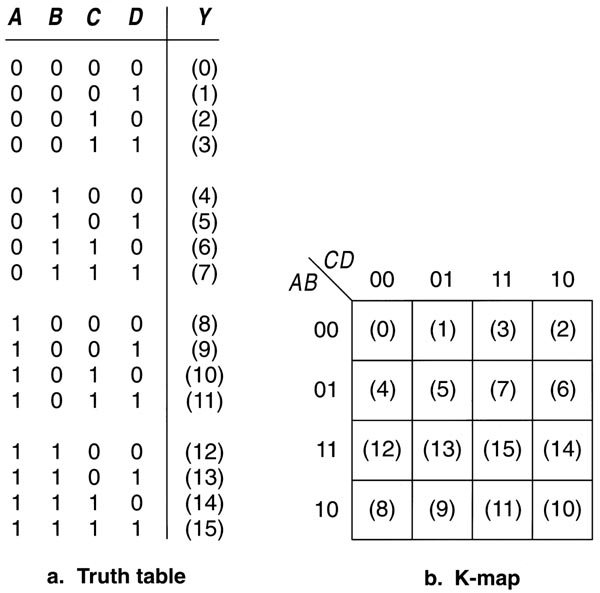 A B C D Y
0 0 0 0 (0)
0 0 0 1 (1)
0 0 1 0 (2)
0 0 1 1 (3)
0 1 0 0 (4)
0 1 0 1 (5)
0 1 1 0 (6)
0 1 1 1 (7)
1 0 0 0 (8)
1 0 0 1 (9)
1 0 1 0 (10)
1 0 1 1 (11)
1 1 0 0 (12)
1 1 0 1 (13)
1 1 1 0 (14)
1 1 1 1 (15)
a. Truth table
CD
AB 00 01 11 10
00 (0) (1) (3) (2)
01 (4) (5) (7) (6)
11 (12) (13) (15) (14)
10 (8) (9) (11) (10)
b. K-map